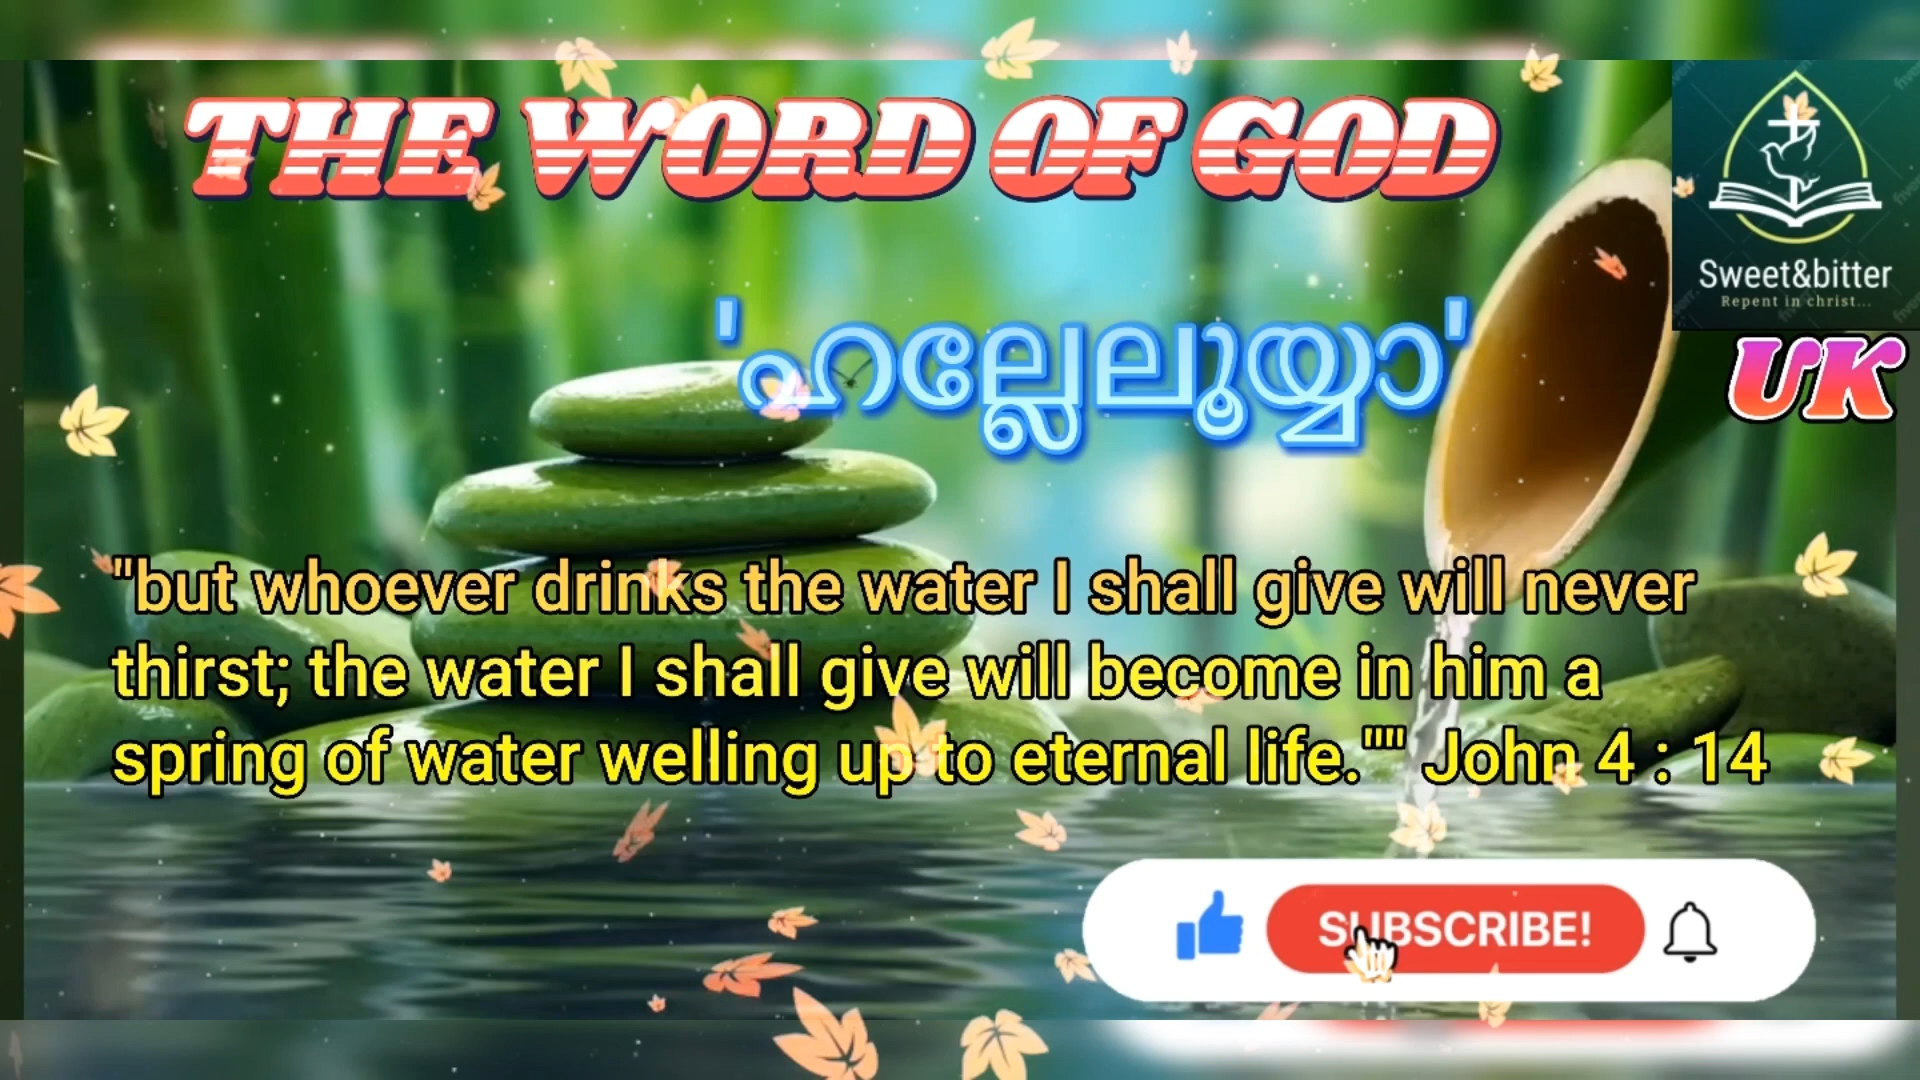 THE WORD OF GOD
Sweet&bitter
Repent in christ...
UK
'ഹല്ലേലൂയ്യാ'
"but whoever drinks the water I shall give will never
thirst; the water I shall give will become in him a
spring of water welling up to eternal life."" John 4 : 14
SUBSCRIBE!